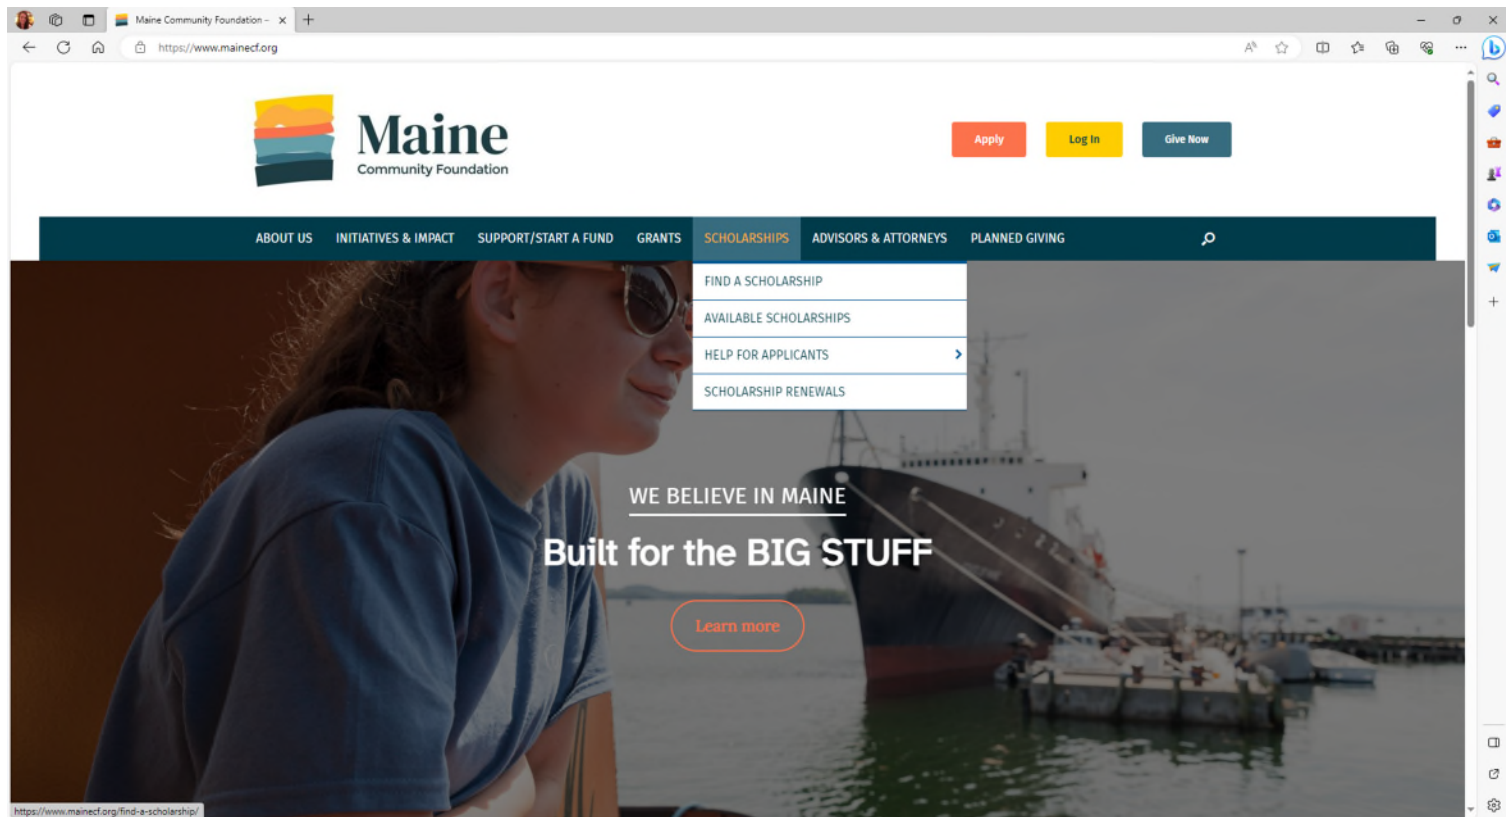 Maine Community Foundation –
https://www.mainecf.org
Maine
Community Foundation
Apply
Log In
Give Now
ABOUT US
INITIATIVES & IMPACT
SUPPORT/START A FUND
GRANTS
SCHOLARSHIPS
ADVISORS & ATTORNEYS
PLANNED GIVING
FIND A SCHOLARSHIP
AVAILABLE SCHOLARSHIPS
HELP FOR APPLICANTS
SCHOLARSHIP RENEWALS
WE BELIEVE IN MAINE
Built for the BIG STUFF
Learn more
https://www.mainecf.org/find-a-scholarship/